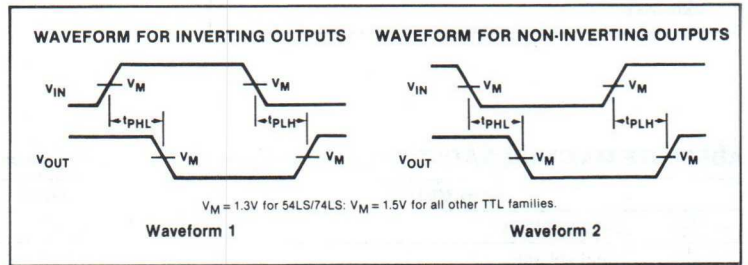 WAVEFORM FOR INVERTING OUTPUTS
VIN
VM
VM
tPHL
tPLH
VOUT
VM
VM
WAVEFORM FOR NON-INVERTING OUTPUTS
VIN
VM
VM
tPHL
tPLH
VOUT
VM
VM
VM = 1.3V for 54LS/74LS: VM = 1.5V for all other TTL families.
Waveform 1
Waveform 2